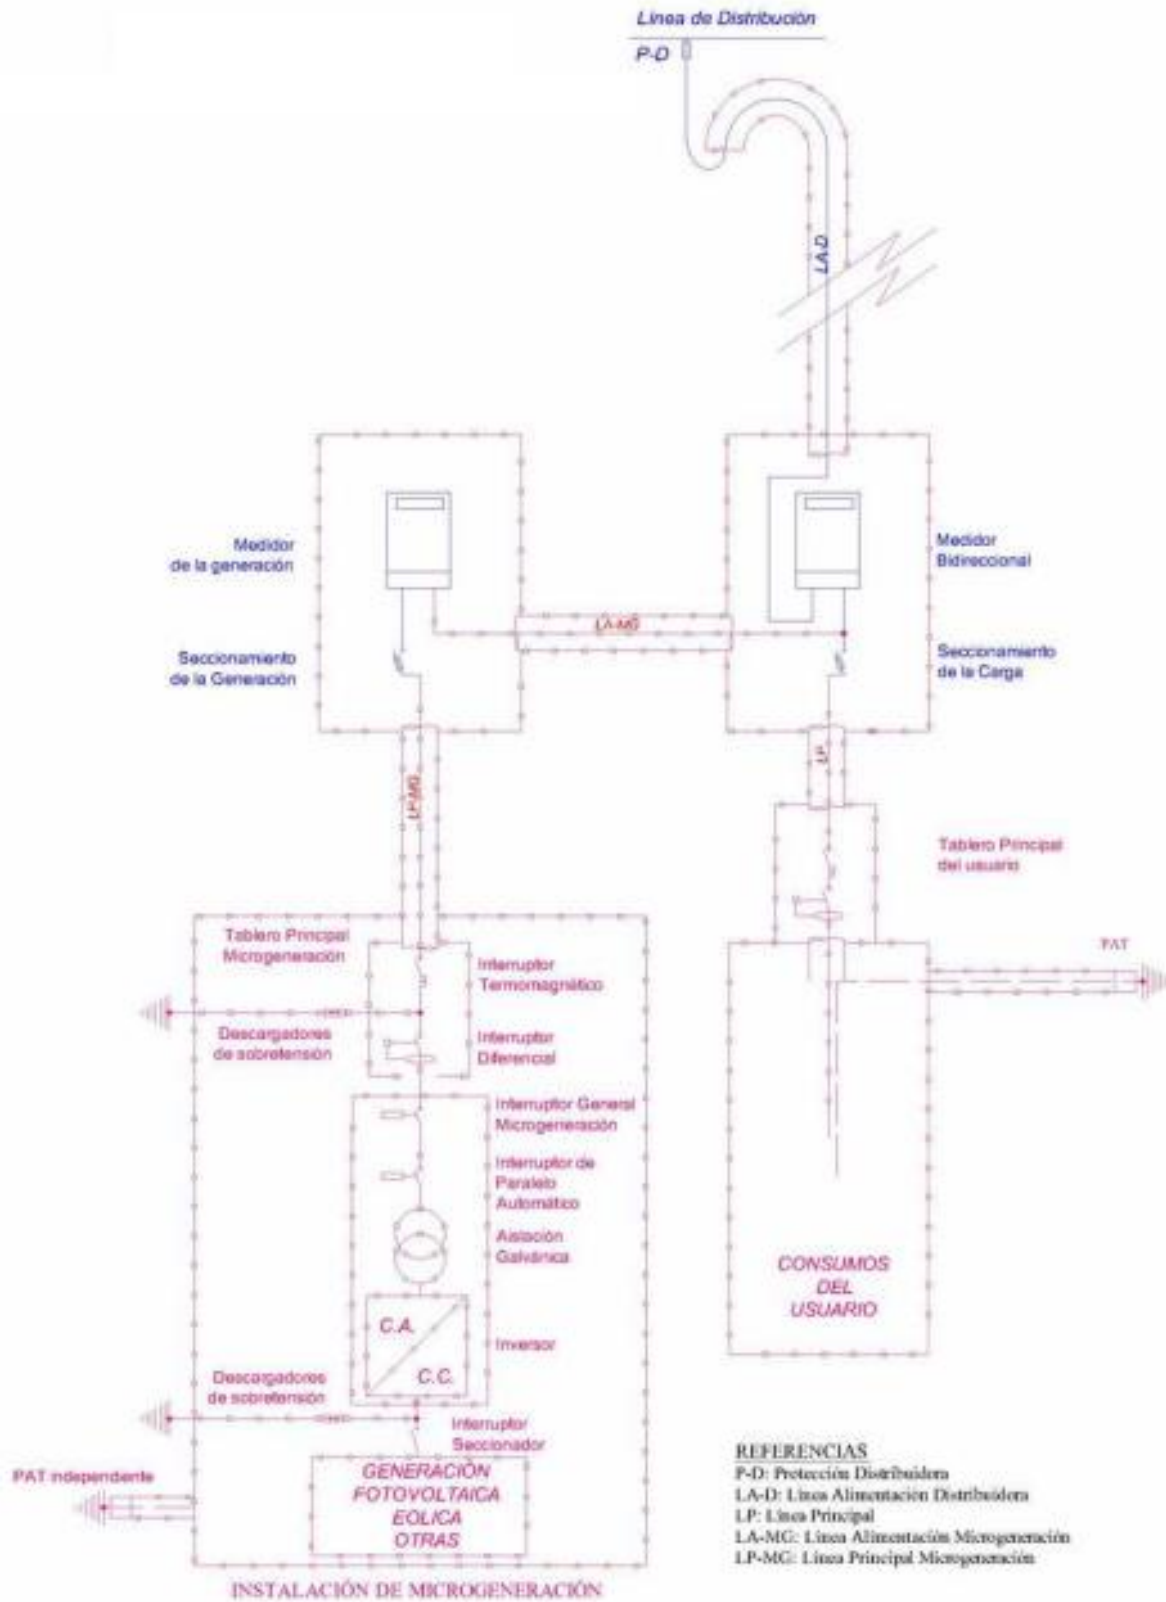 Línea de Distribución
P-D
LA-D
Medidor
de la generación
Medidor
Bidireccional
LA-MG
Seccionamiento
de la Generación
Seccionamiento
de la Carga
LP-MG
LP
Tablero Principal
del usuario
Tablero Principal
Microgeneración
Interruptor
Termomagnético
PAT
Descargadores
de sobretensión
Interruptor
Diferencial
Interruptor General
Microgeneración
Interruptor de
Paralelo
Automático
Aislación
Galvánica
CONSUMOS
DEL
USUARIO
C.A.
C.C.
Inversor
Descargadores
de sobretensión
Interruptor
Seccionador
PAT independiente
GENERACIÓN
FOTOVOLTAICA
EOLICA
OTRAS
INSTALACIÓN DE MICROGENERACIÓN
REFERENCIAS
P-D: Protección Distribuidora
LA-D: Línea Alimentación Distribuidora
LP: Línea Principal
LA-MG: Línea Alimentación Microgeneración
LP-MG: Línea Principal Microgeneración